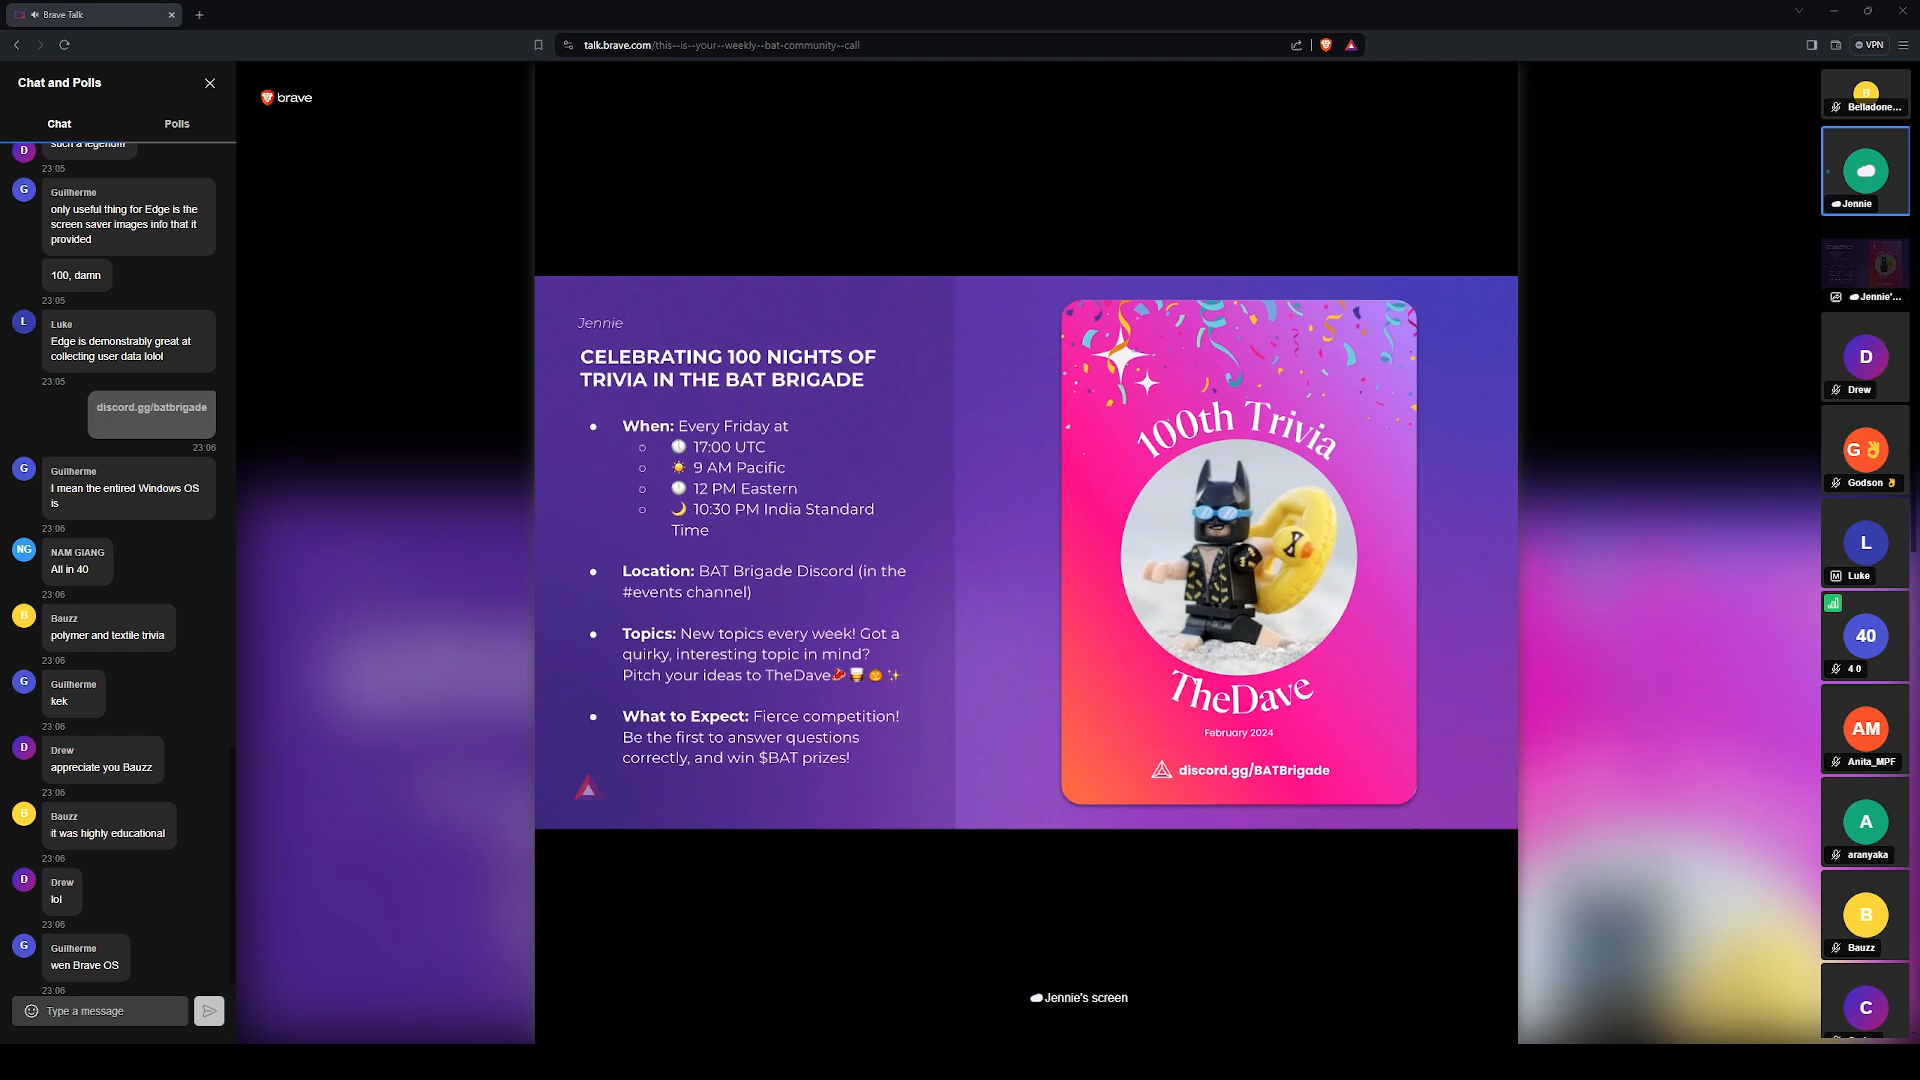 Brave Talk
talk.brave.com/this--is--your--weekly--bat-community--call
VPN
Chat and Polls
Chat
Polls
such a legend!!!
23:05
Guilherme
only useful thing for Edge is the
screen saver images info that it
provided
100, damn
23:05
Luke
Edge is demonstrably great at
collecting user data lolol
23:05
discord.gg/batbrigade
23:06
Guilherme
I mean the entired Windows OS
is
23:06
NAM GIANG
All in 40
23:06
Bauzz
polymer and textile trivia
23:06
Guilherme
kek
23:06
Drew
appreciate you Bauzz
23:06
Bauzz
it was highly educational
23:06
Drew
lol
23:06
Guilherme
wen Brave OS
23:06
Type a message
brave
Jennie
CELEBRATING 100 NIGHTS OF
TRIVIA IN THE BAT BRIGADE
When: Every Friday at
17:00 UTC
9 AM Pacific
12 PM Eastern
10:30 PM India Standard
Time
Location: BAT Brigade Discord (in the
#events channel)
Topics: New topics every week! Got a
quirky, interesting topic in mind?
Pitch your ideas to TheDave
What to Expect: Fierce competition!
Be the first to answer questions
correctly, and win $BAT prizes!
100th Trivia
TheDave
February 2024
discord.gg/BATBrigade
Jennie's screen
B
Belladone...
Jennie
Jennie'...
D
Drew
G
Godson
L
M Luke
40
4 0
AM
Anita_MPF
A
aranyaka
B
Bauzz
C